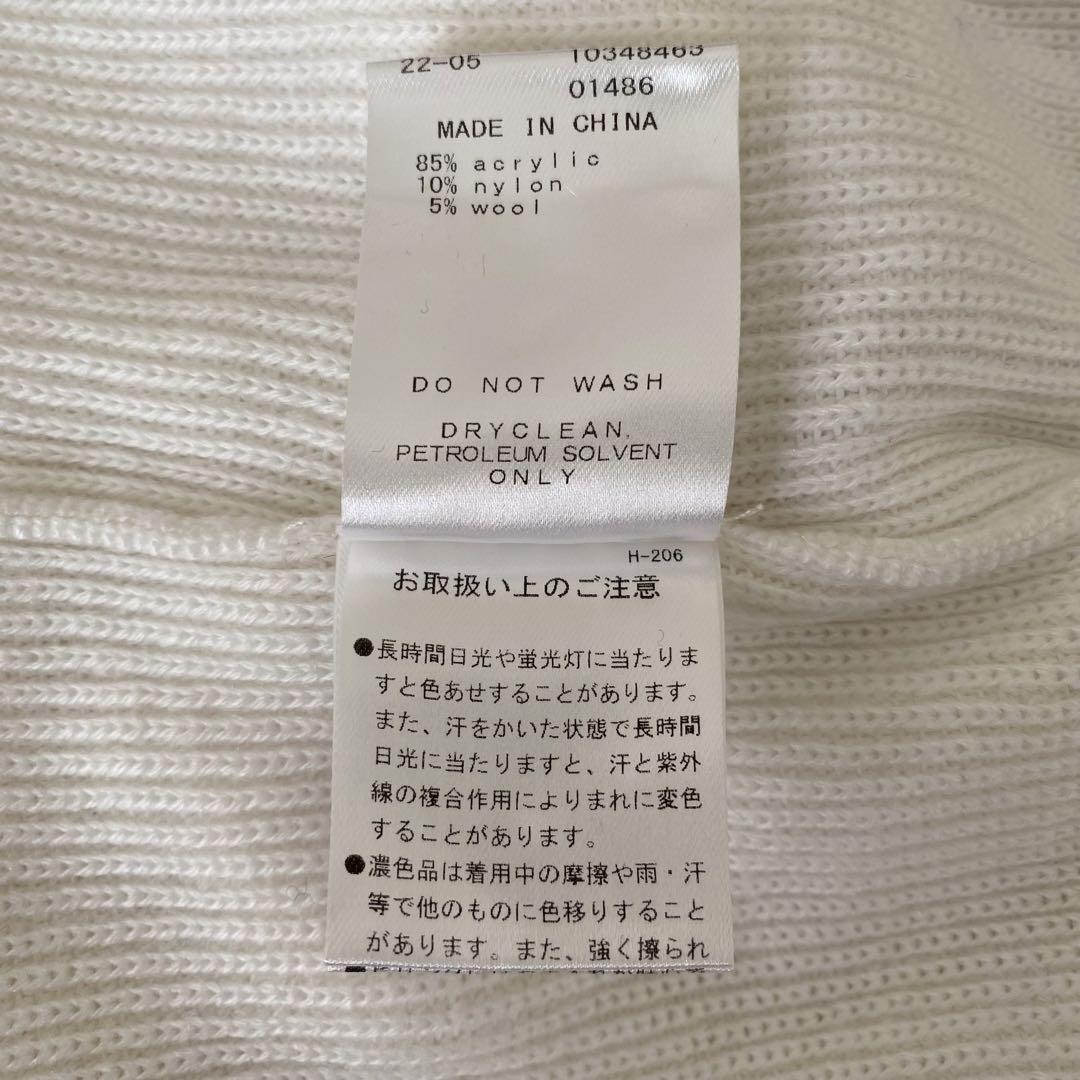 22-05 10348463
01486
MADE IN CHINA
85% acrylic
10% nylon
5% wool
DO NOT WASH
DRYCLEAN,
PETROLEUM SOLVENT
ONLY
H-206
お取扱い上のご注意
●長時間日光や蛍光灯に当たりま
すと色あせすることがあります。
また、汗をかいた状態で長時間
日光に当たりますと、汗と紫外
線の複合作用によりまれに変色
することがあります。
●濃色品は着用中の摩擦や雨・汗
等で他のものに色移りすること
があります。また、強く擦られ